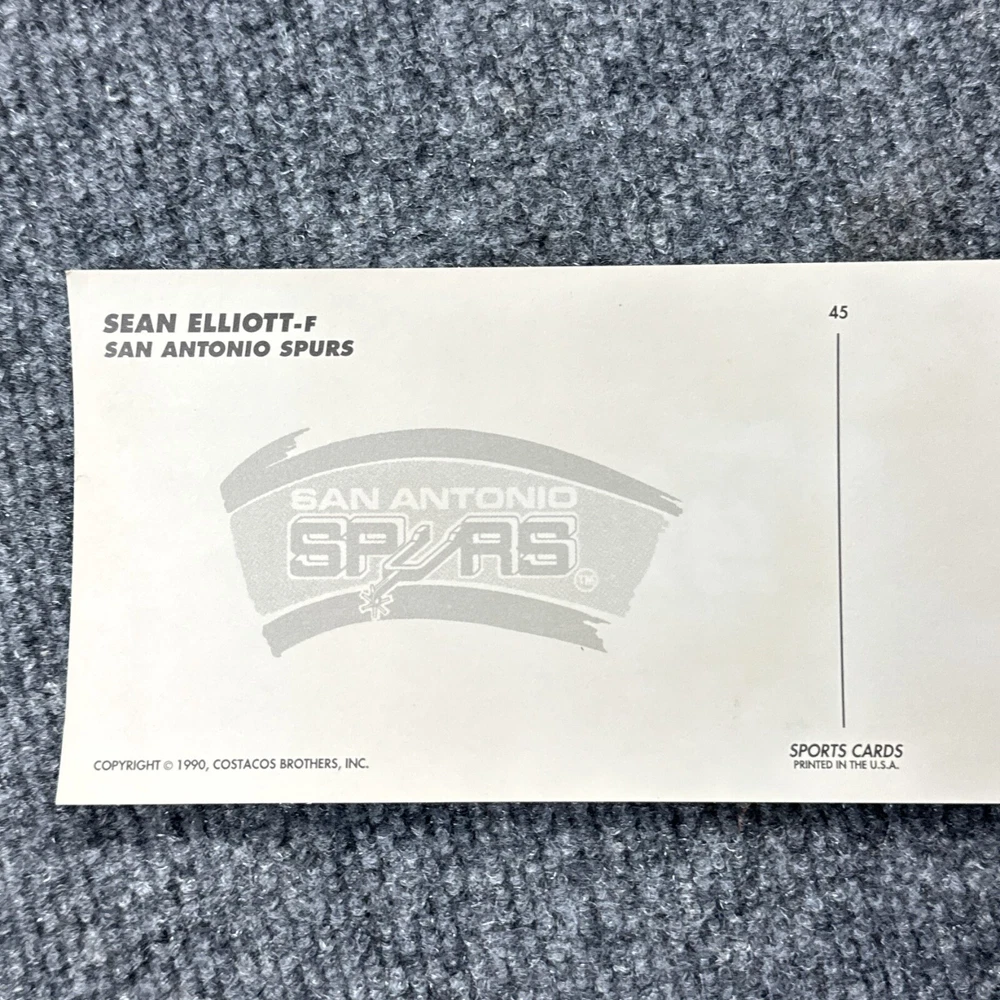 SEAN ELLIOTT-F
SAN ANTONIO SPURS
45
SAN ANTONIO
SPURS
TM
COPYRIGHT © 1990, COSTACOS BROTHERS, INC.
SPORTS CARDS
PRINTED IN THE U.S.A.